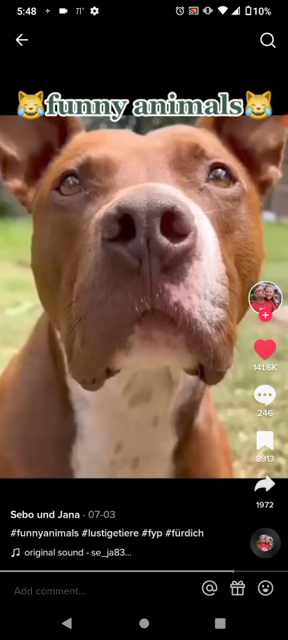 5:48
71°
10%
😹funny animals😹
141.6K
246
8913
1972
Sebo und Jana · 07-03
#funnyanimals #lustigetiere #fyp #fürdich
original sound - se_ja83...
Add comment...